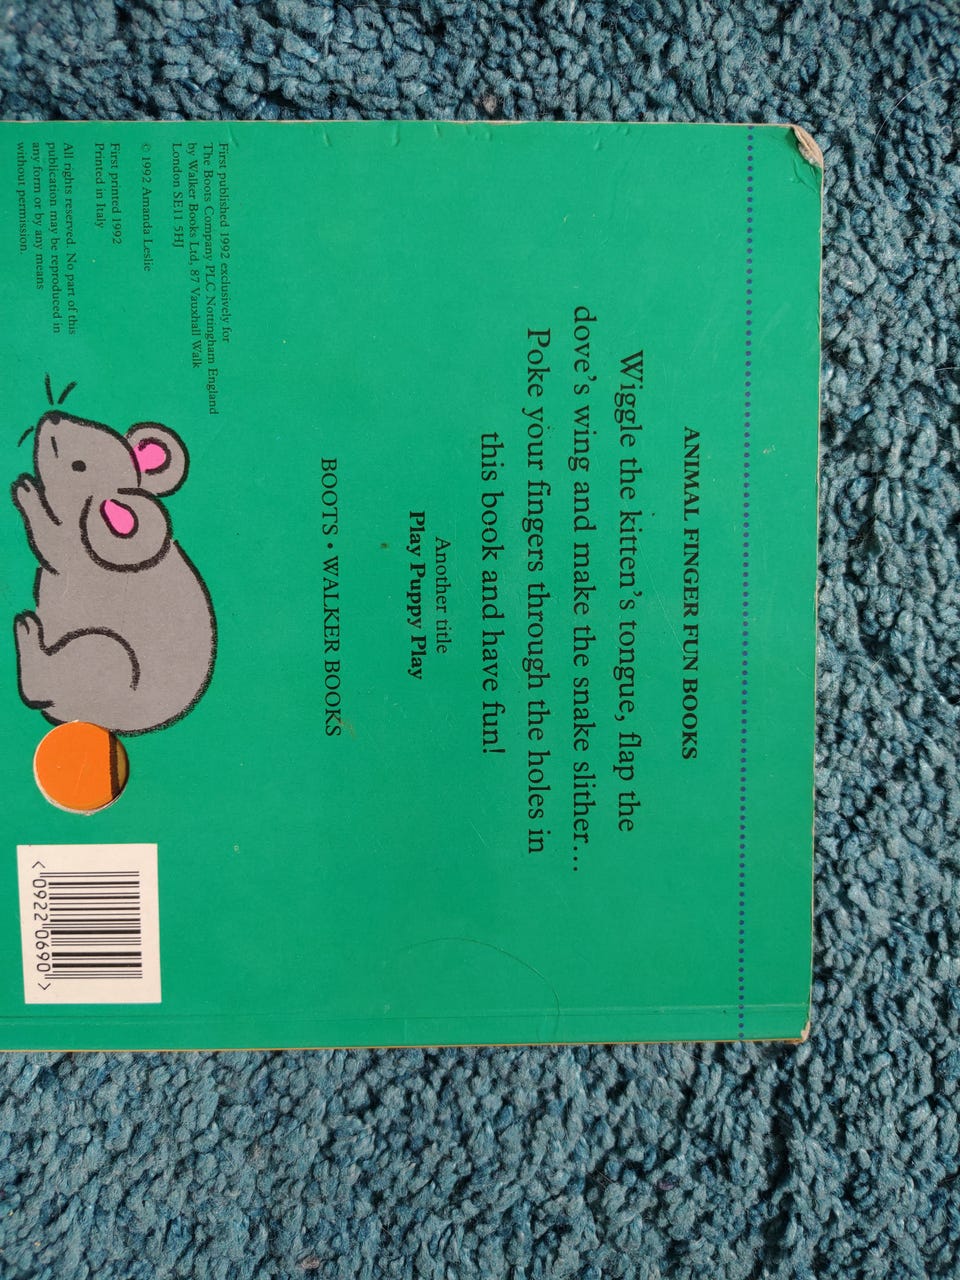 ANIMAL FINGER FUN BOOKS
Wiggle the kitten's tongue, flap the
dove's wing and make the snake slither...
Poke your fingers through the holes in
this book and have fun!
Another title
Play Puppy Play
BOOTS • WALKER BOOKS
First published 1992 exclusively for
The Boots Company PLC Nottingham England
by Walker Books Ltd, 87 Vauxhall Walk
London SE11 5HJ
© 1992 Amanda Leslie
First printed 1992
Printed in Italy
All rights reserved. No part of this
publication may be reproduced in
any form or by any means
without permission.
<"0922"0690">